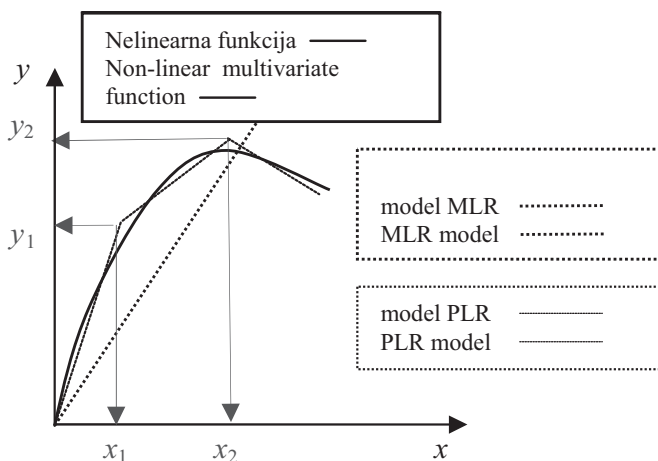 Nelinearna funkcija
Non-linear multivariate
function
y
y2
y1
model MLR
MLR model
model PLR
PLR model
x1
x2
x